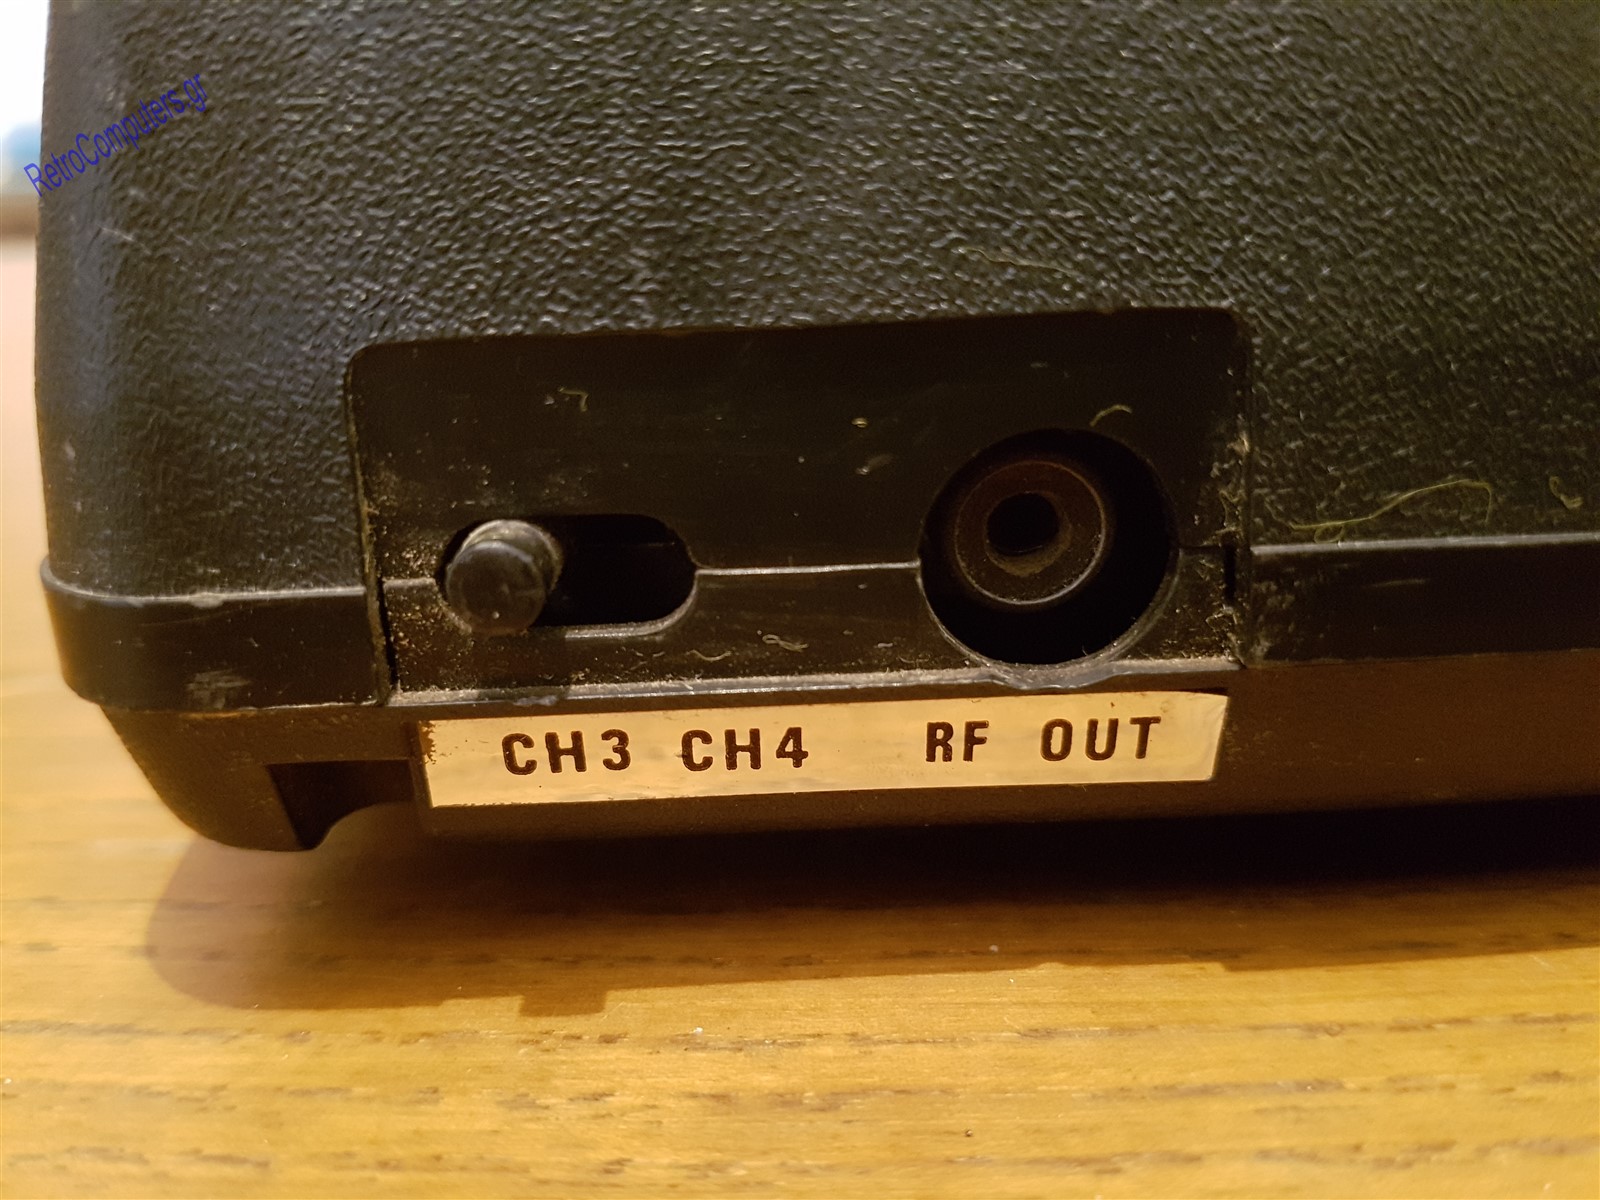 RetroComputers.gr
CH3 CH4 RF OUT